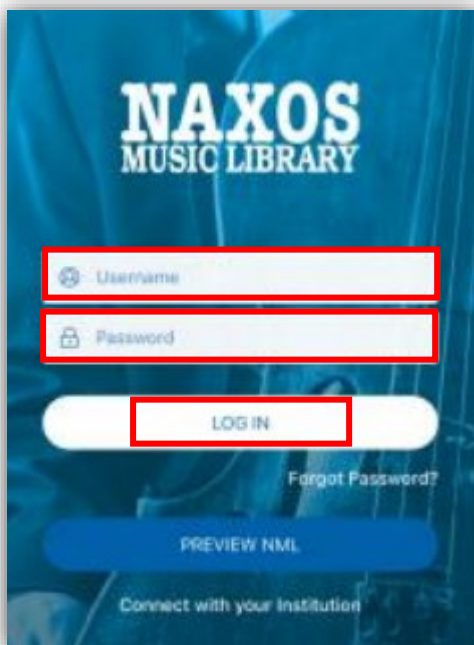 NAXOS
MUSIC LIBRARY
Username
Password
LOG IN
Forgot Password?
PREVIEW NML
Connect with your Institution